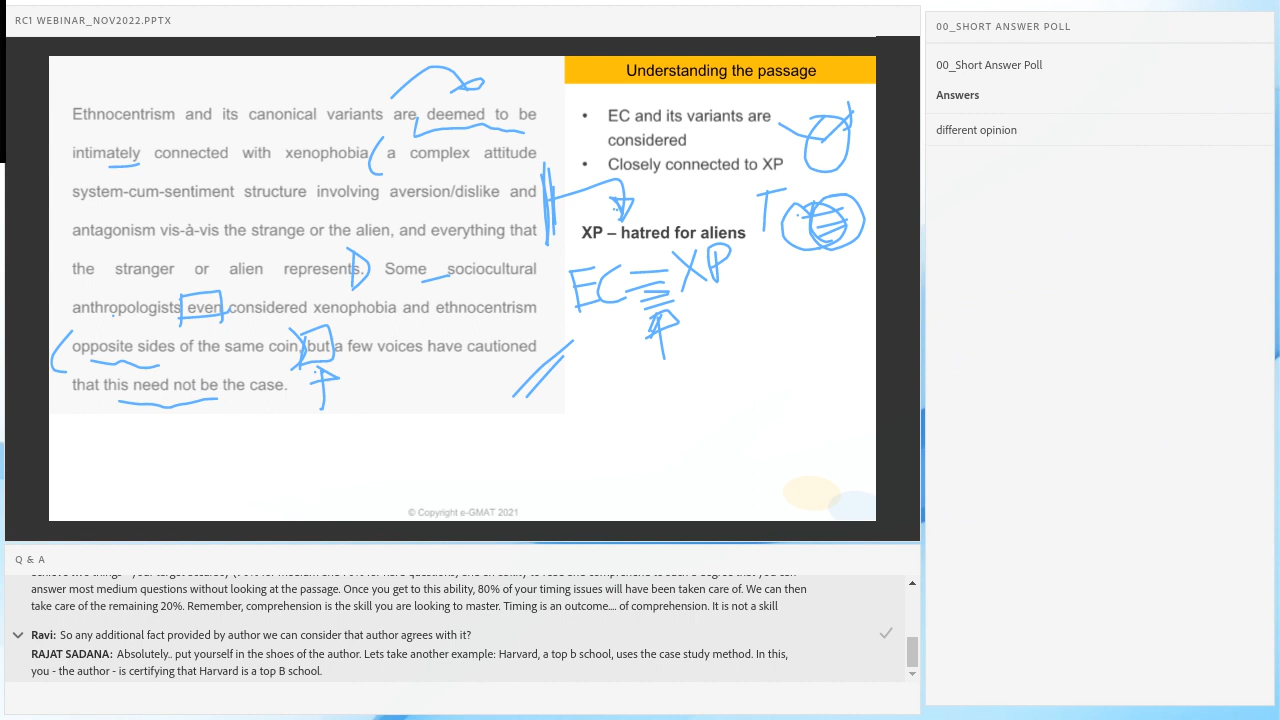 RC1 WEBINAR_NOV2022.PPTX
Understanding the passage
Ethnocentrism and its canonical variants are deemed to be
intimately connected with xenophobia, a complex attitude
system-cum-sentiment structure involving aversion/dislike and
antagonism vis-à-vis the strange or the alien, and everything that
the stranger or alien represents. Some sociocultural
anthropologists even considered xenophobia and ethnocentrism
opposite sides of the same coin, but a few voices have cautioned
that this need not be the case.
• EC and its variants are
considered
• Closely connected to XP
T
XP – hatred for aliens
EC XP
© Copyright e-GMAT 2021
00_SHORT ANSWER POLL
00_Short Answer Poll
Answers
different opinion
Q & A
answer most medium questions without looking at the passage. Once you get to this ability, 80% of your timing issues will have been taken care of. We can then
take care of the remaining 20%. Remember, comprehension is the skill you are looking to master. Timing is an outcome.... of comprehension. It is not a skill
Ravi: So any additional fact provided by author we can consider that author agrees with it?
RAJAT SADANA: Absolutely.. put yourself in the shoes of the author. Lets take another example: Harvard, a top b school, uses the case study method. In this,
you - the author - is certifying that Harvard is a top B school.